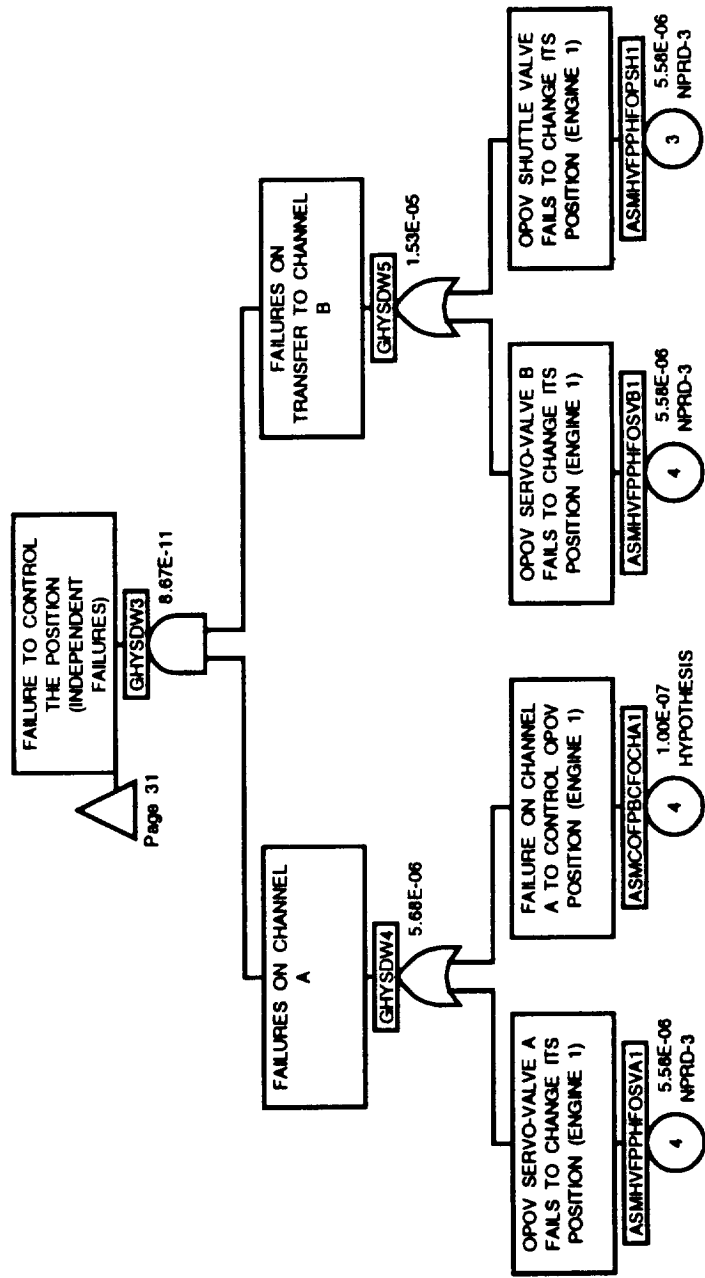 FAILURE TO CONTROL
THE POSITION
(INDEPENDENT
FAILURES)
GHYSDW3
8.67E-11
Page 31
FAILURES ON CHANNEL
A
GHYSDW4
5.68E-06
FAILURES ON
TRANSFER TO CHANNEL
B
GHYSDW5
1.53E-05
OPOV SERVO-VALVE A
FAILS TO CHANGE ITS
POSITION (ENGINE 1)
ASMHVFPPHFOSVA1
4
5.58E-06
NPRD-3
FAILURE ON CHANNEL
A TO CONTROL OPOV
POSITION (ENGINE 1)
ASMCOFPBCFOCHA1
4
1.00E-07
HYPOTHESIS
OPOV SERVO-VALVE B
FAILS TO CHANGE ITS
POSITION (ENGINE 1)
ASMHVFPPHFOSVB1
4
5.58E-06
NPRD-3
OPOV SHUTTLE VALVE
FAILS TO CHANGE ITS
POSITION (ENGINE 1)
ASMHVFPPHFOPSH1
3
5.58E-06
NPRD-3